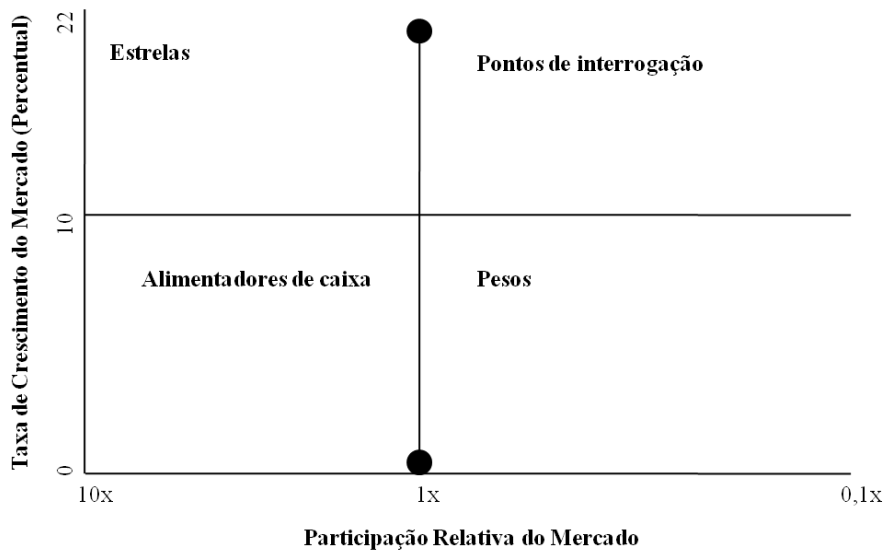 22
Estrelas
Pontos de interrogação
Taxa de Crescimento do Mercado (Percentual)
10
Alimentadores de caixa
Pesos
0
10x
1x
0,1x
Participação Relativa do Mercado